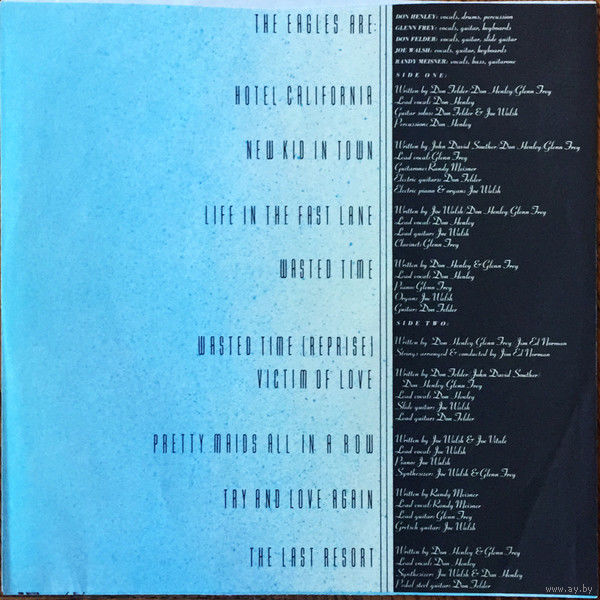 THE EAGLES ARE:
DON HENLEY: vocals, drums, percussion
GLENN FREY: vocals, guitar, keyboards
DON FELDER: vocals, guitar, slide guitar
JOE WALSH: vocals, guitar, keyboards
RANDY MEISNER: vocals, bass, guitarone
SIDE ONE:
HOTEL CALIFORNIA
Written by Don Felder/Don Henley/Glenn Frey
Lead vocal: Don Henley
Guitar solos: Don Felder & Joe Walsh
Percussion: Don Henley
NEW KID IN TOWN
Written by John David Souther/Don Henley/Glenn Frey
Lead vocal: Glenn Frey
Guitarone: Randy Meisner
Electric guitars: Don Felder
Electric piano & organ: Joe Walsh
LIFE IN THE FAST LANE
Written by Joe Walsh/Don Henley/Glenn Frey
Lead vocal: Don Henley
Lead guitar: Joe Walsh
Clavinet: Glenn Frey
WASTED TIME
Written by Don Henley & Glenn Frey
Lead vocal: Don Henley
Piano: Glenn Frey
Organ: Joe Walsh
Guitar: Don Felder
SIDE TWO:
WASTED TIME (REPRISE)
Written by Don Henley/Glenn Frey/Jim Ed Norman
Strings arranged & conducted by Jim Ed Norman
VICTIM OF LOVE
Written by Don Felder/John David Souther/
Don Henley/Glenn Frey
Lead vocal: Don Henley
Slide guitar: Joe Walsh
Lead guitar: Don Felder
PRETTY MAIDS ALL IN A ROW
Written by Joe Walsh & Joe Vitale
Lead vocal: Joe Walsh
Piano: Joe Walsh
Synthesizer: Joe Walsh & Glenn Frey
TRY AND LOVE AGAIN
Written by Randy Meisner
Lead vocal: Randy Meisner
Lead guitar: Glenn Frey
Gretsch guitar: Joe Walsh
THE LAST RESORT
Written by Don Henley & Glenn Frey
Lead vocal: Don Henley
Synthesizer: Joe Walsh & Don Henley
Pedal steel guitar: Don Felder
www.ay.by